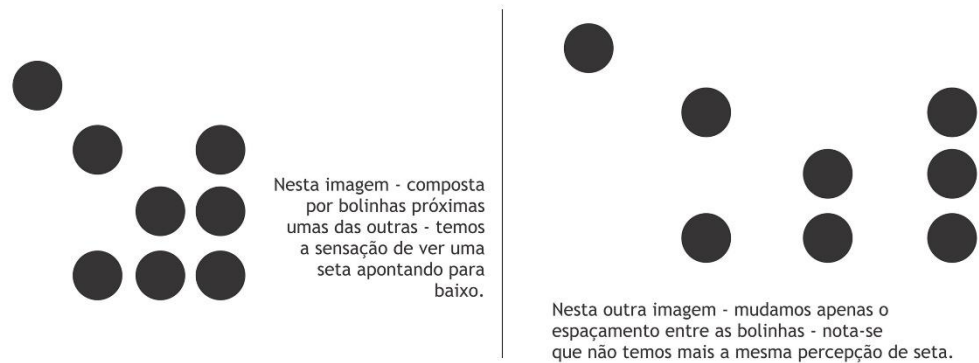 Nesta imagem - composta
por bolinhas próximas
umas das outras - temos
a sensação de ver uma
seta apontando para
baixo.
Nesta outra imagem - mudamos apenas o
espaçamento entre as bolinhas - nota-se
que não temos mais a mesma percepção de seta.